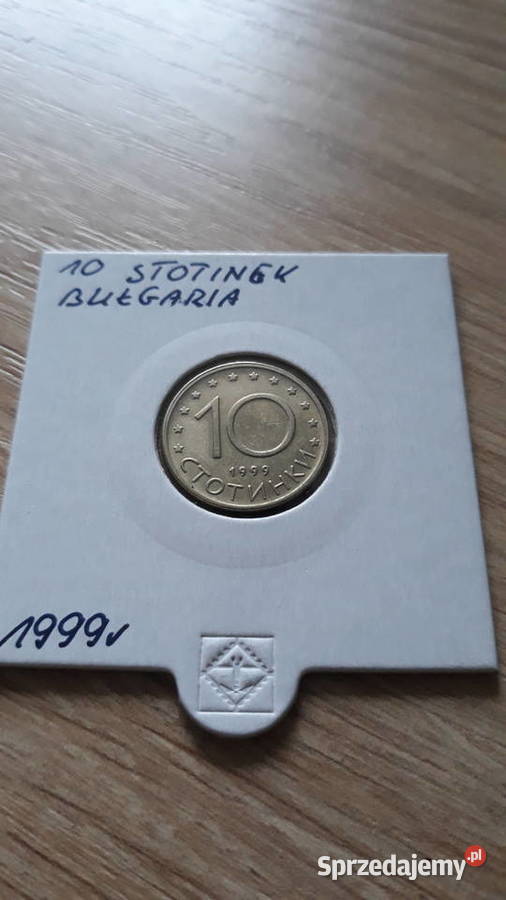 10 STOTINEK
BUŁGARIA
10
1999
СТОТИНКИ
1999r
Sprzedajemy.pl